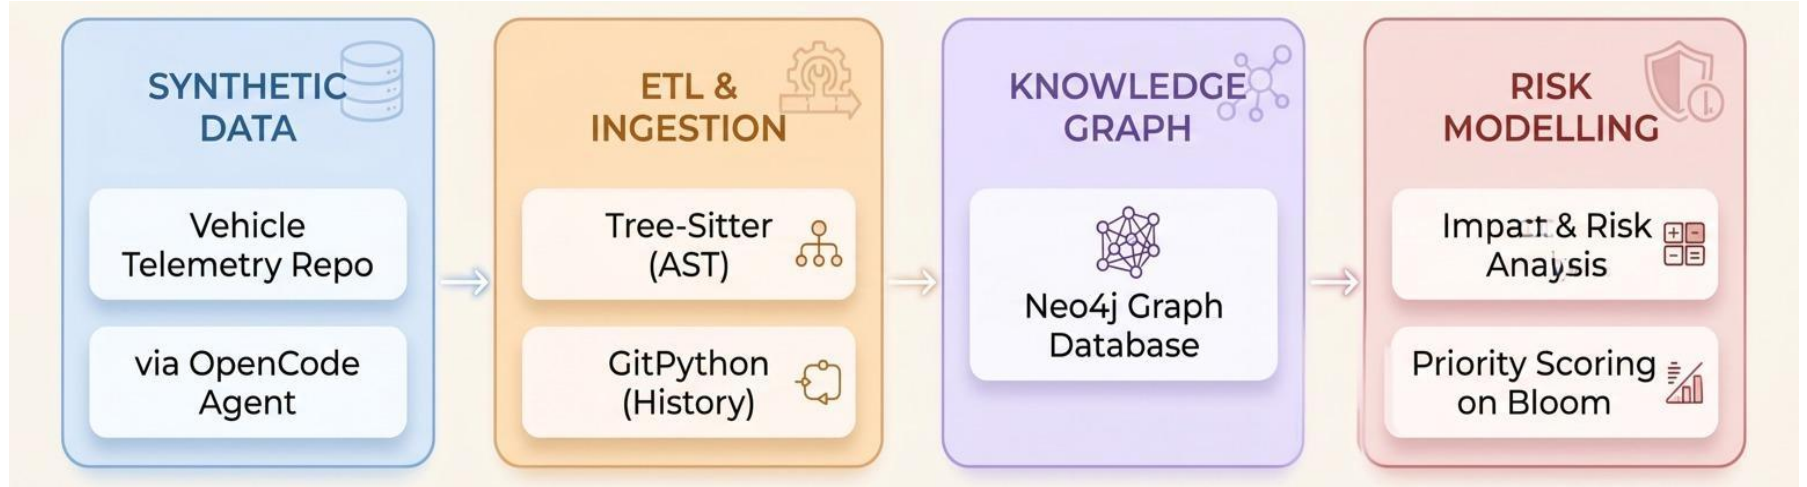 SYNTHETIC
DATA
Vehicle
Telemetry Repo
via OpenCode
Agent
ETL &
INGESTION
Tree-Sitter
(AST)
GitPython
(History)
KNOWLEDGE
GRAPH
Neo4j Graph
Database
RISK
MODELLING
& Risk
Priority Scoring
on Bloom